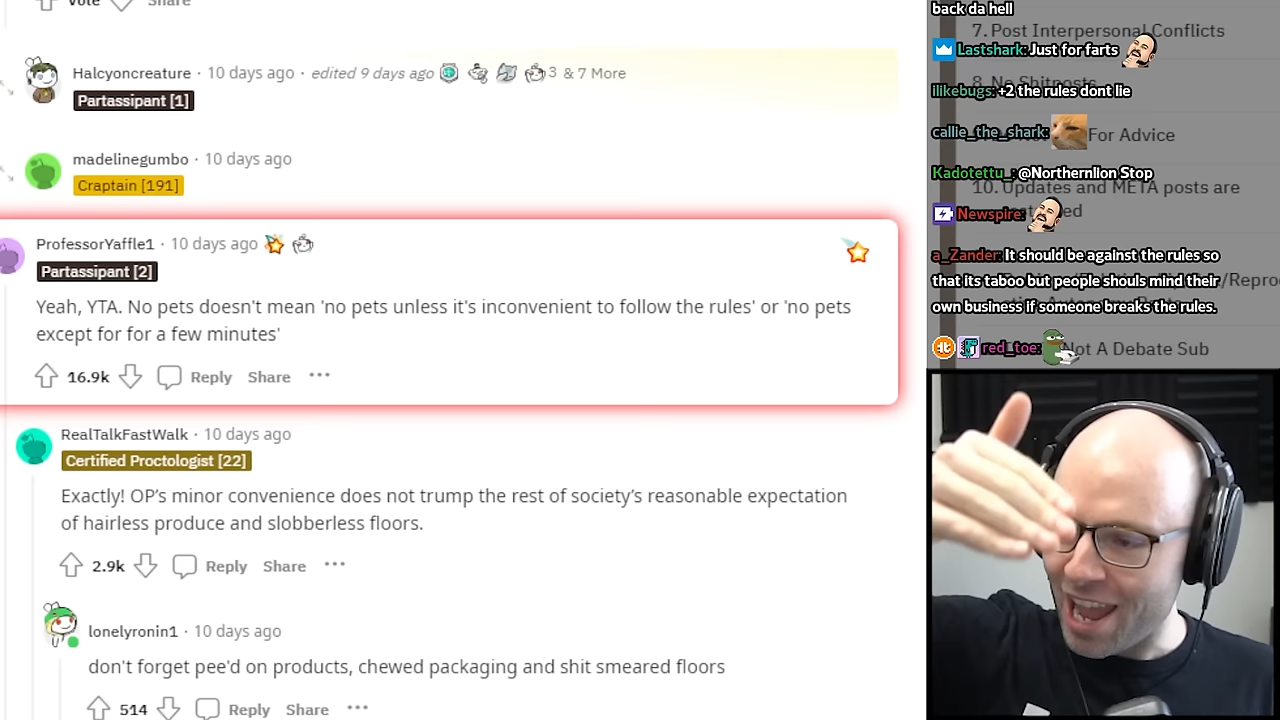 Vote Share
Halcyoncreature · 10 days ago · edited 9 days ago 3 & 7 More
Partassipant [1]
madelinegumbo · 10 days ago
Craptain [191]
ProfessorYaffle1 · 10 days ago
Partassipant [2]
Yeah, YTA. No pets doesn't mean 'no pets unless it's inconvenient to follow the rules' or 'no pets
except for for a few minutes'
16.9k Reply Share ···
RealTalkFastWalk · 10 days ago
Certified Proctologist [22]
Exactly! OP's minor convenience does not trump the rest of society's reasonable expectation
of hairless produce and slobberless floors.
2.9k Reply Share ···
lonelyronin1 · 10 days ago
don't forget pee'd on products, chewed packaging and shit smeared floors
514 Reply Share ···
back da hell
7. Post Interpersonal Conflicts
Lastshark: Just for farts
8. No Shitposts
ilikebugs: +2 the rules dont lie
callie_the_shark:
For Advice
Kadotettu_: @Northernlion Stop
10. Updates and META posts are
Newspire:
a_Zander: It should be against the rules so
that its taboo but people shouls mind their
own business if someone breaks the rules.
red_toe:
Not A Debate Sub